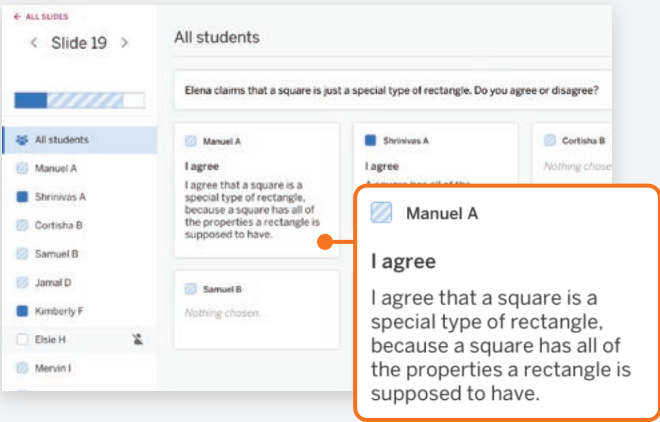 ← ALL SLIDES
< Slide 19 >
All students
Manuel A
Shrinivas A
Cortisha B
Samuel B
Jamal D
Kimberly F
Elsie H
Mervin I
All students
Elena claims that a square is just a special type of rectangle. Do you agree or disagree?
Manuel A
I agree
I agree that a square is a
special type of rectangle,
because a square has all of
the properties a rectangle is
supposed to have.
Shrinivas A
I agree
Cortisha B
Nothing chose
Samuel B
Nothing chosen.
Manuel A
I agree
I agree that a square is a
special type of rectangle,
because a square has all of
the properties a rectangle is
supposed to have.